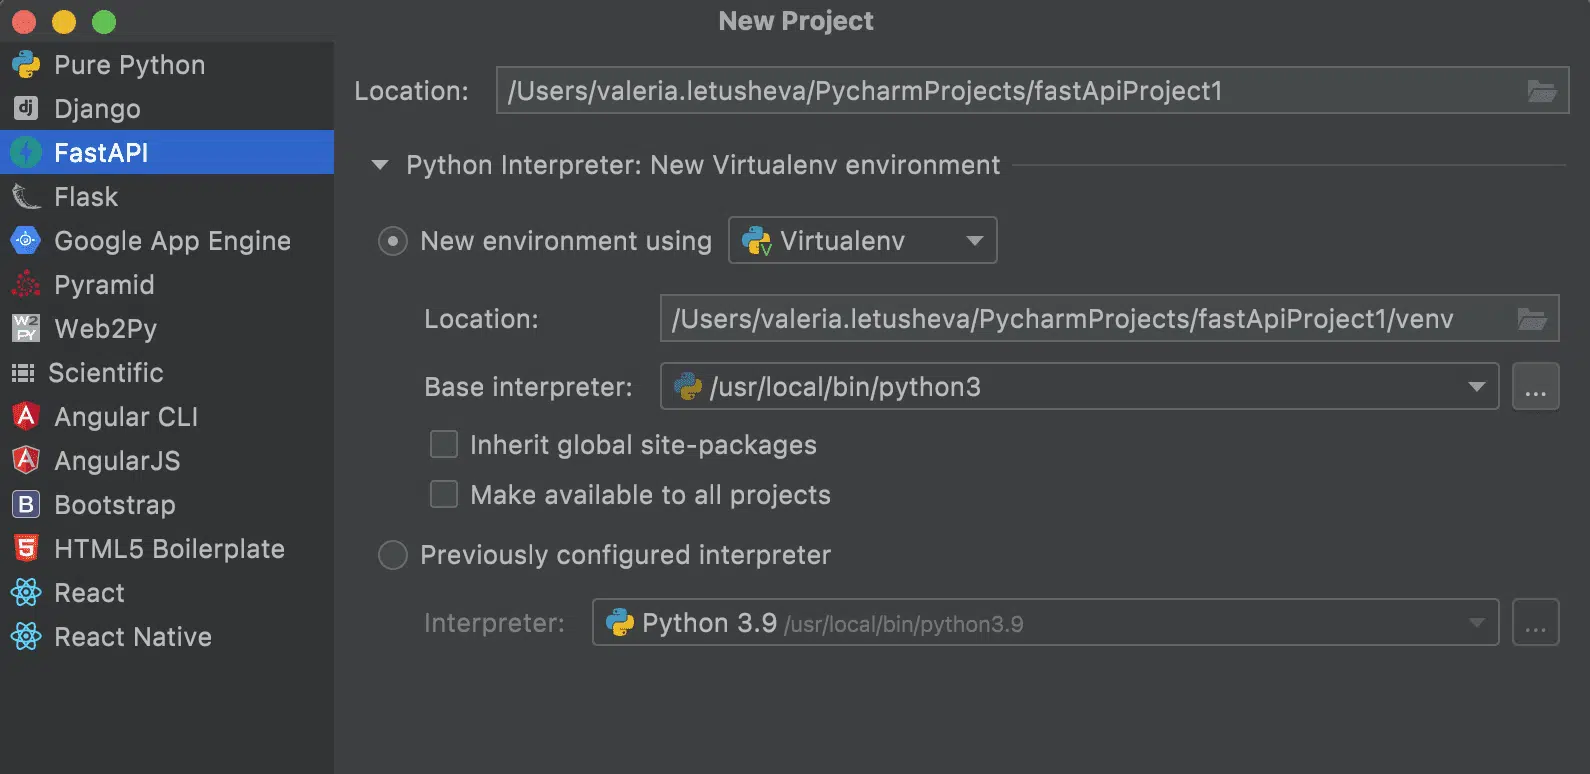 New Project
Pure Python
Django
FastAPI
Flask
Google App Engine
Pyramid
Web2Py
Scientific
Angular CLI
AngularJS
Bootstrap
HTML5 Boilerplate
React
React Native
Location: /Users/valeria.letusheva/PycharmProjects/fastApiProject1
Python Interpreter: New Virtualenv environment
New environment using Virtualenv
Location: /Users/valeria.letusheva/PycharmProjects/fastApiProject1/venv
Base interpreter: /usr/local/bin/python3 ...
Inherit global site-packages
Make available to all projects
Previously configured interpreter
Interpreter: Python 3.9 /usr/local/bin/python3.9 ...